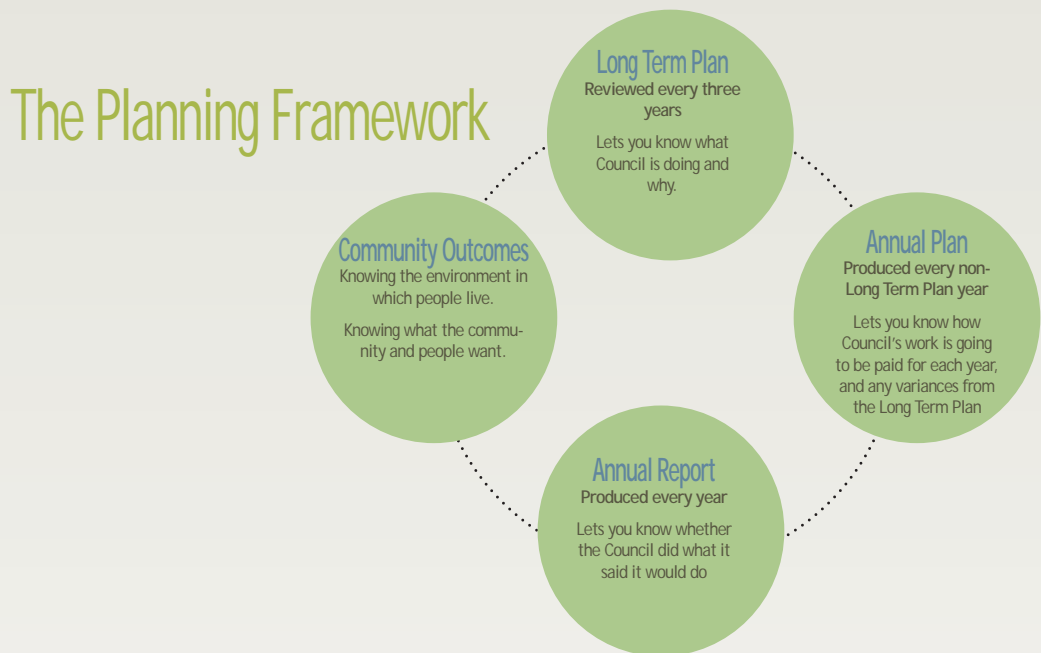 The Planning Framework
Long Term Plan
Reviewed every three
years
Lets you know what
Council is doing and
why.
Community Outcomes
Knowing the environment in
which people live.
Knowing what the commu-
nity and people want.
Annual Plan
Produced every non-
Long Term Plan year
Lets you know how
Council's work is going
to be paid for each year,
and any variances from
the Long Term Plan
Annual Report
Produced every year
Lets you know whether
the Council did what it
said it would do